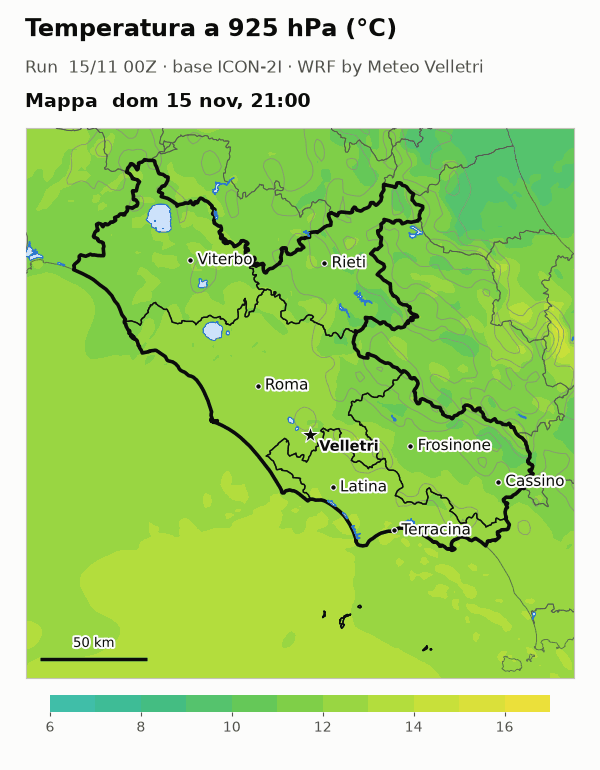 Temperatura a 925 hPa (°C)
Run  15/11 00Z · base ICON-2I · WRF by Meteo Velletri
Mappa  dom 15 nov, 21:00
Viterbo
Rieti
Roma
Velletri
Frosinone
Cassino
Latina
Terracina
50 km
6 8 10 12 14 16